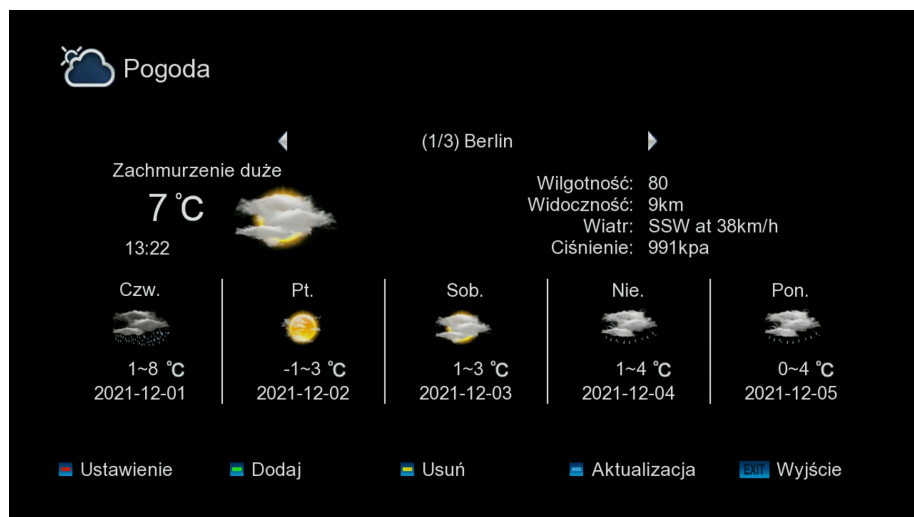 Pogoda
(1/3) Berlin
Zachmurzenie duże
7 °C
13:22
Wilgotność: 80
Widoczność: 9km
Wiatr: SSW at 38km/h
Ciśnienie: 991kpa
Czw. Pt. Sob. Nie. Pon.
1~8 °C -1~3 °C 1~3 °C 1~4 °C 0~4 °C
2021-12-01 2021-12-02 2021-12-03 2021-12-04 2021-12-05
Ustawienie Dodaj Usuń Aktualizacja EXIT Wyjście